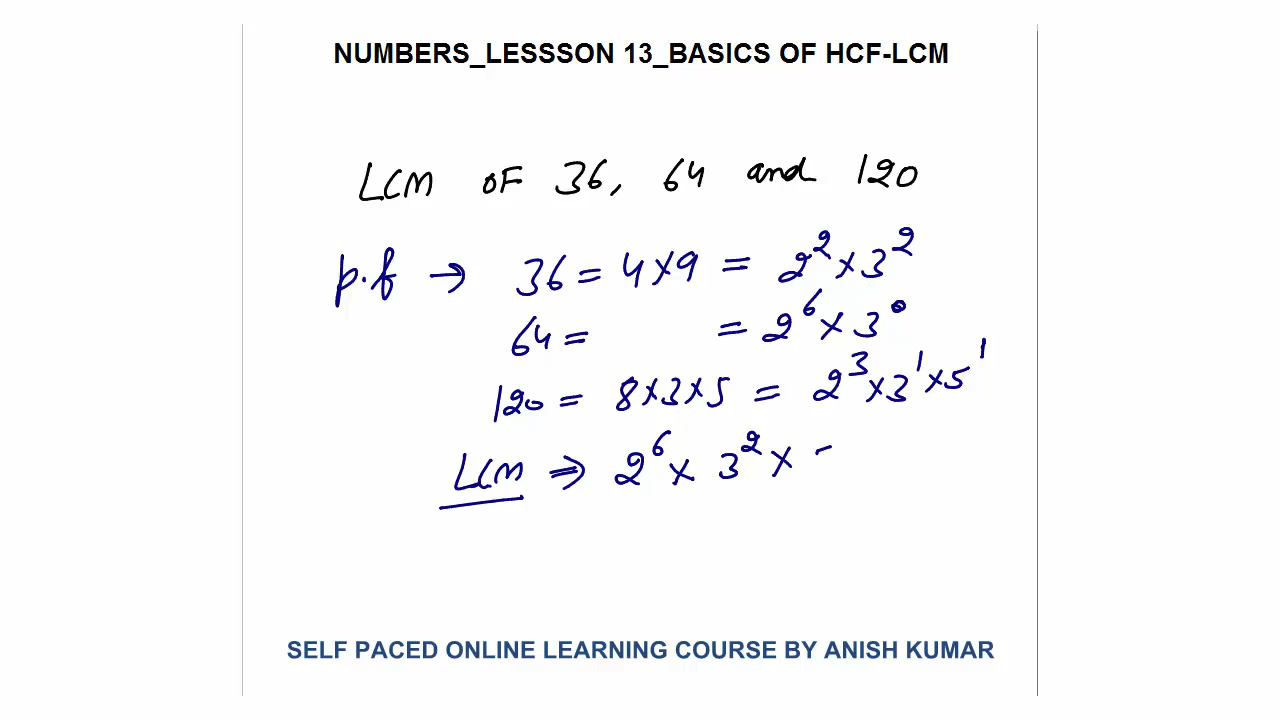 NUMBERS_LESSSON 13_BASICS OF HCF-LCM
LCM OF 36, 64 and 120
p.f → 36 = 4×9 = 2² × 3²
64 = = 2⁶ × 3⁰
120 = 8×3×5 = 2³ × 3¹ × 5¹
LCM ⇒ 2⁶ × 3² ×
SELF PACED ONLINE LEARNING COURSE BY ANISH KUMAR